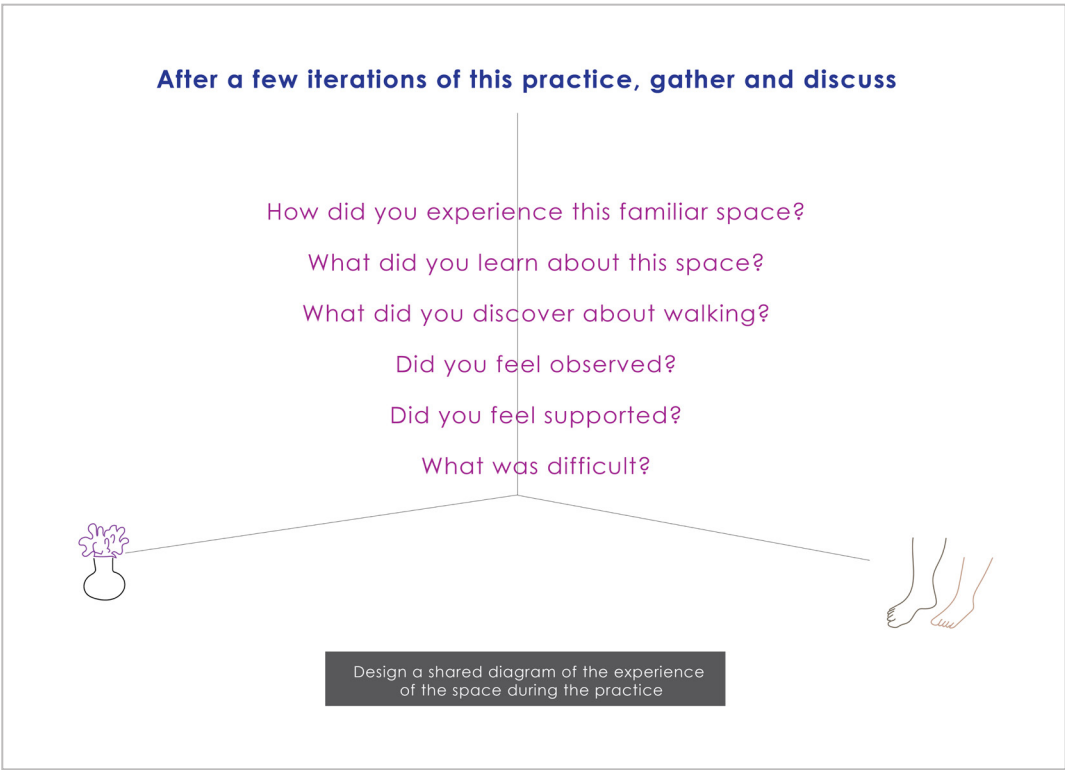 After a few iterations of this practice, gather and discuss
How did you experience this familiar space?
What did you learn about this space?
What did you discover about walking?
Did you feel observed?
Did you feel supported?
What was difficult?
Design a shared diagram of the experience
of the space during the practice